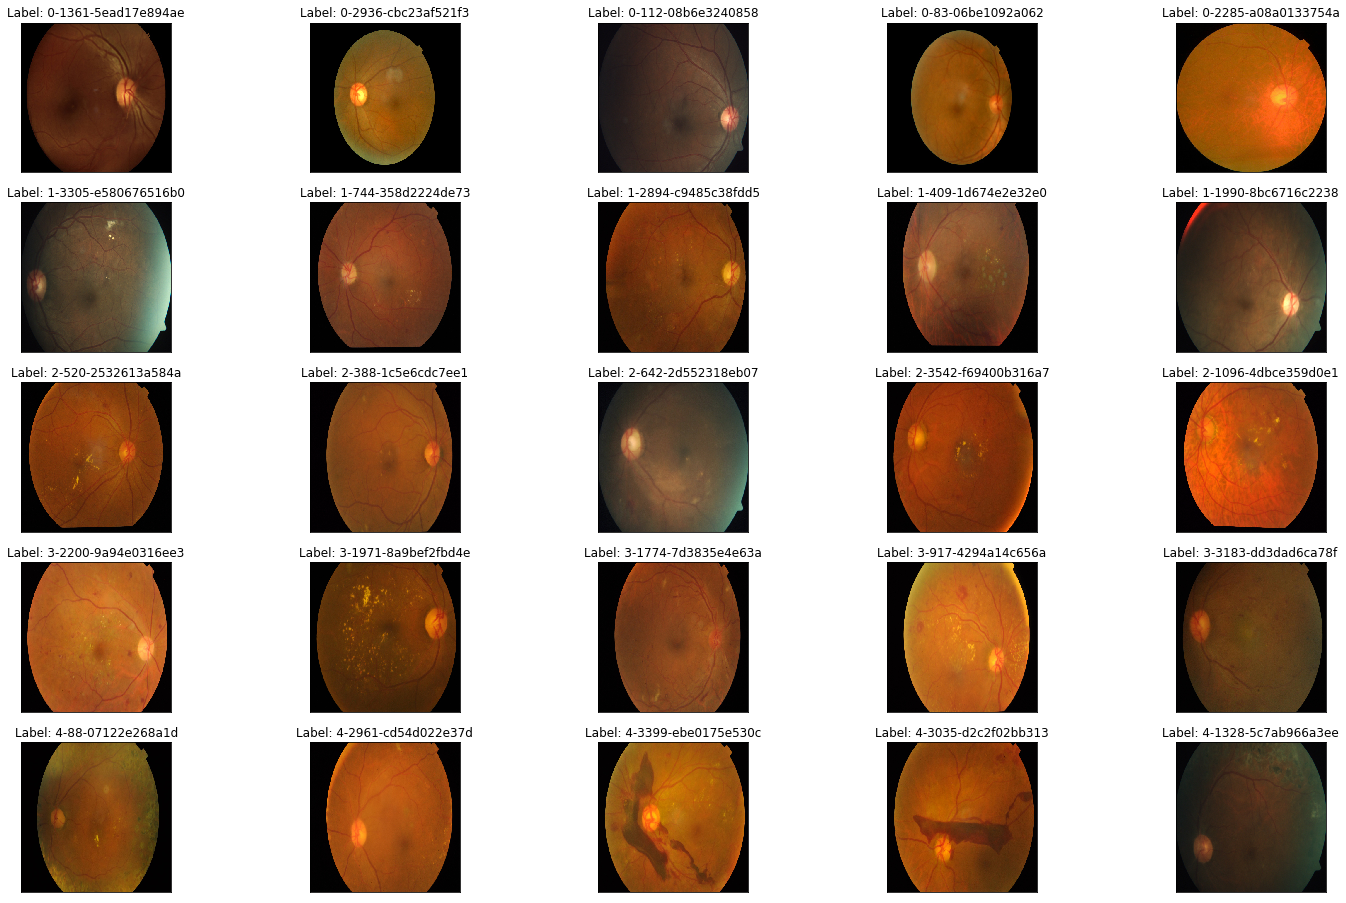 Label: 0-1361-5ead17e894ae
Label: 0-2936-cbc23af521f3
Label: 0-112-08b6e3240858
Label: 0-83-06be1092a062
Label: 0-2285-a08a0133754a
Label: 1-3305-e580676516b0
Label: 1-744-358d2224de73
Label: 1-2894-c9485c38fdd5
Label: 1-409-1d674e2e32e0
Label: 1-1990-8bc6716c2238
Label: 2-520-2532613a584a
Label: 2-388-1c5e6cdc7ee1
Label: 2-642-2d552318eb07
Label: 2-3542-f69400b316a7
Label: 2-1096-4dbce359d0e1
Label: 3-2200-9a94e0316ee3
Label: 3-1971-8a9bef2fbd4e
Label: 3-1774-7d3835e4e63a
Label: 3-917-4294a14c656a
Label: 3-3183-dd3dad6ca78f
Label: 4-88-07122e268a1d
Label: 4-2961-cd54d022e37d
Label: 4-3399-ebe0175e530c
Label: 4-3035-d2c2f02bb313
Label: 4-1328-5c7ab966a3ee